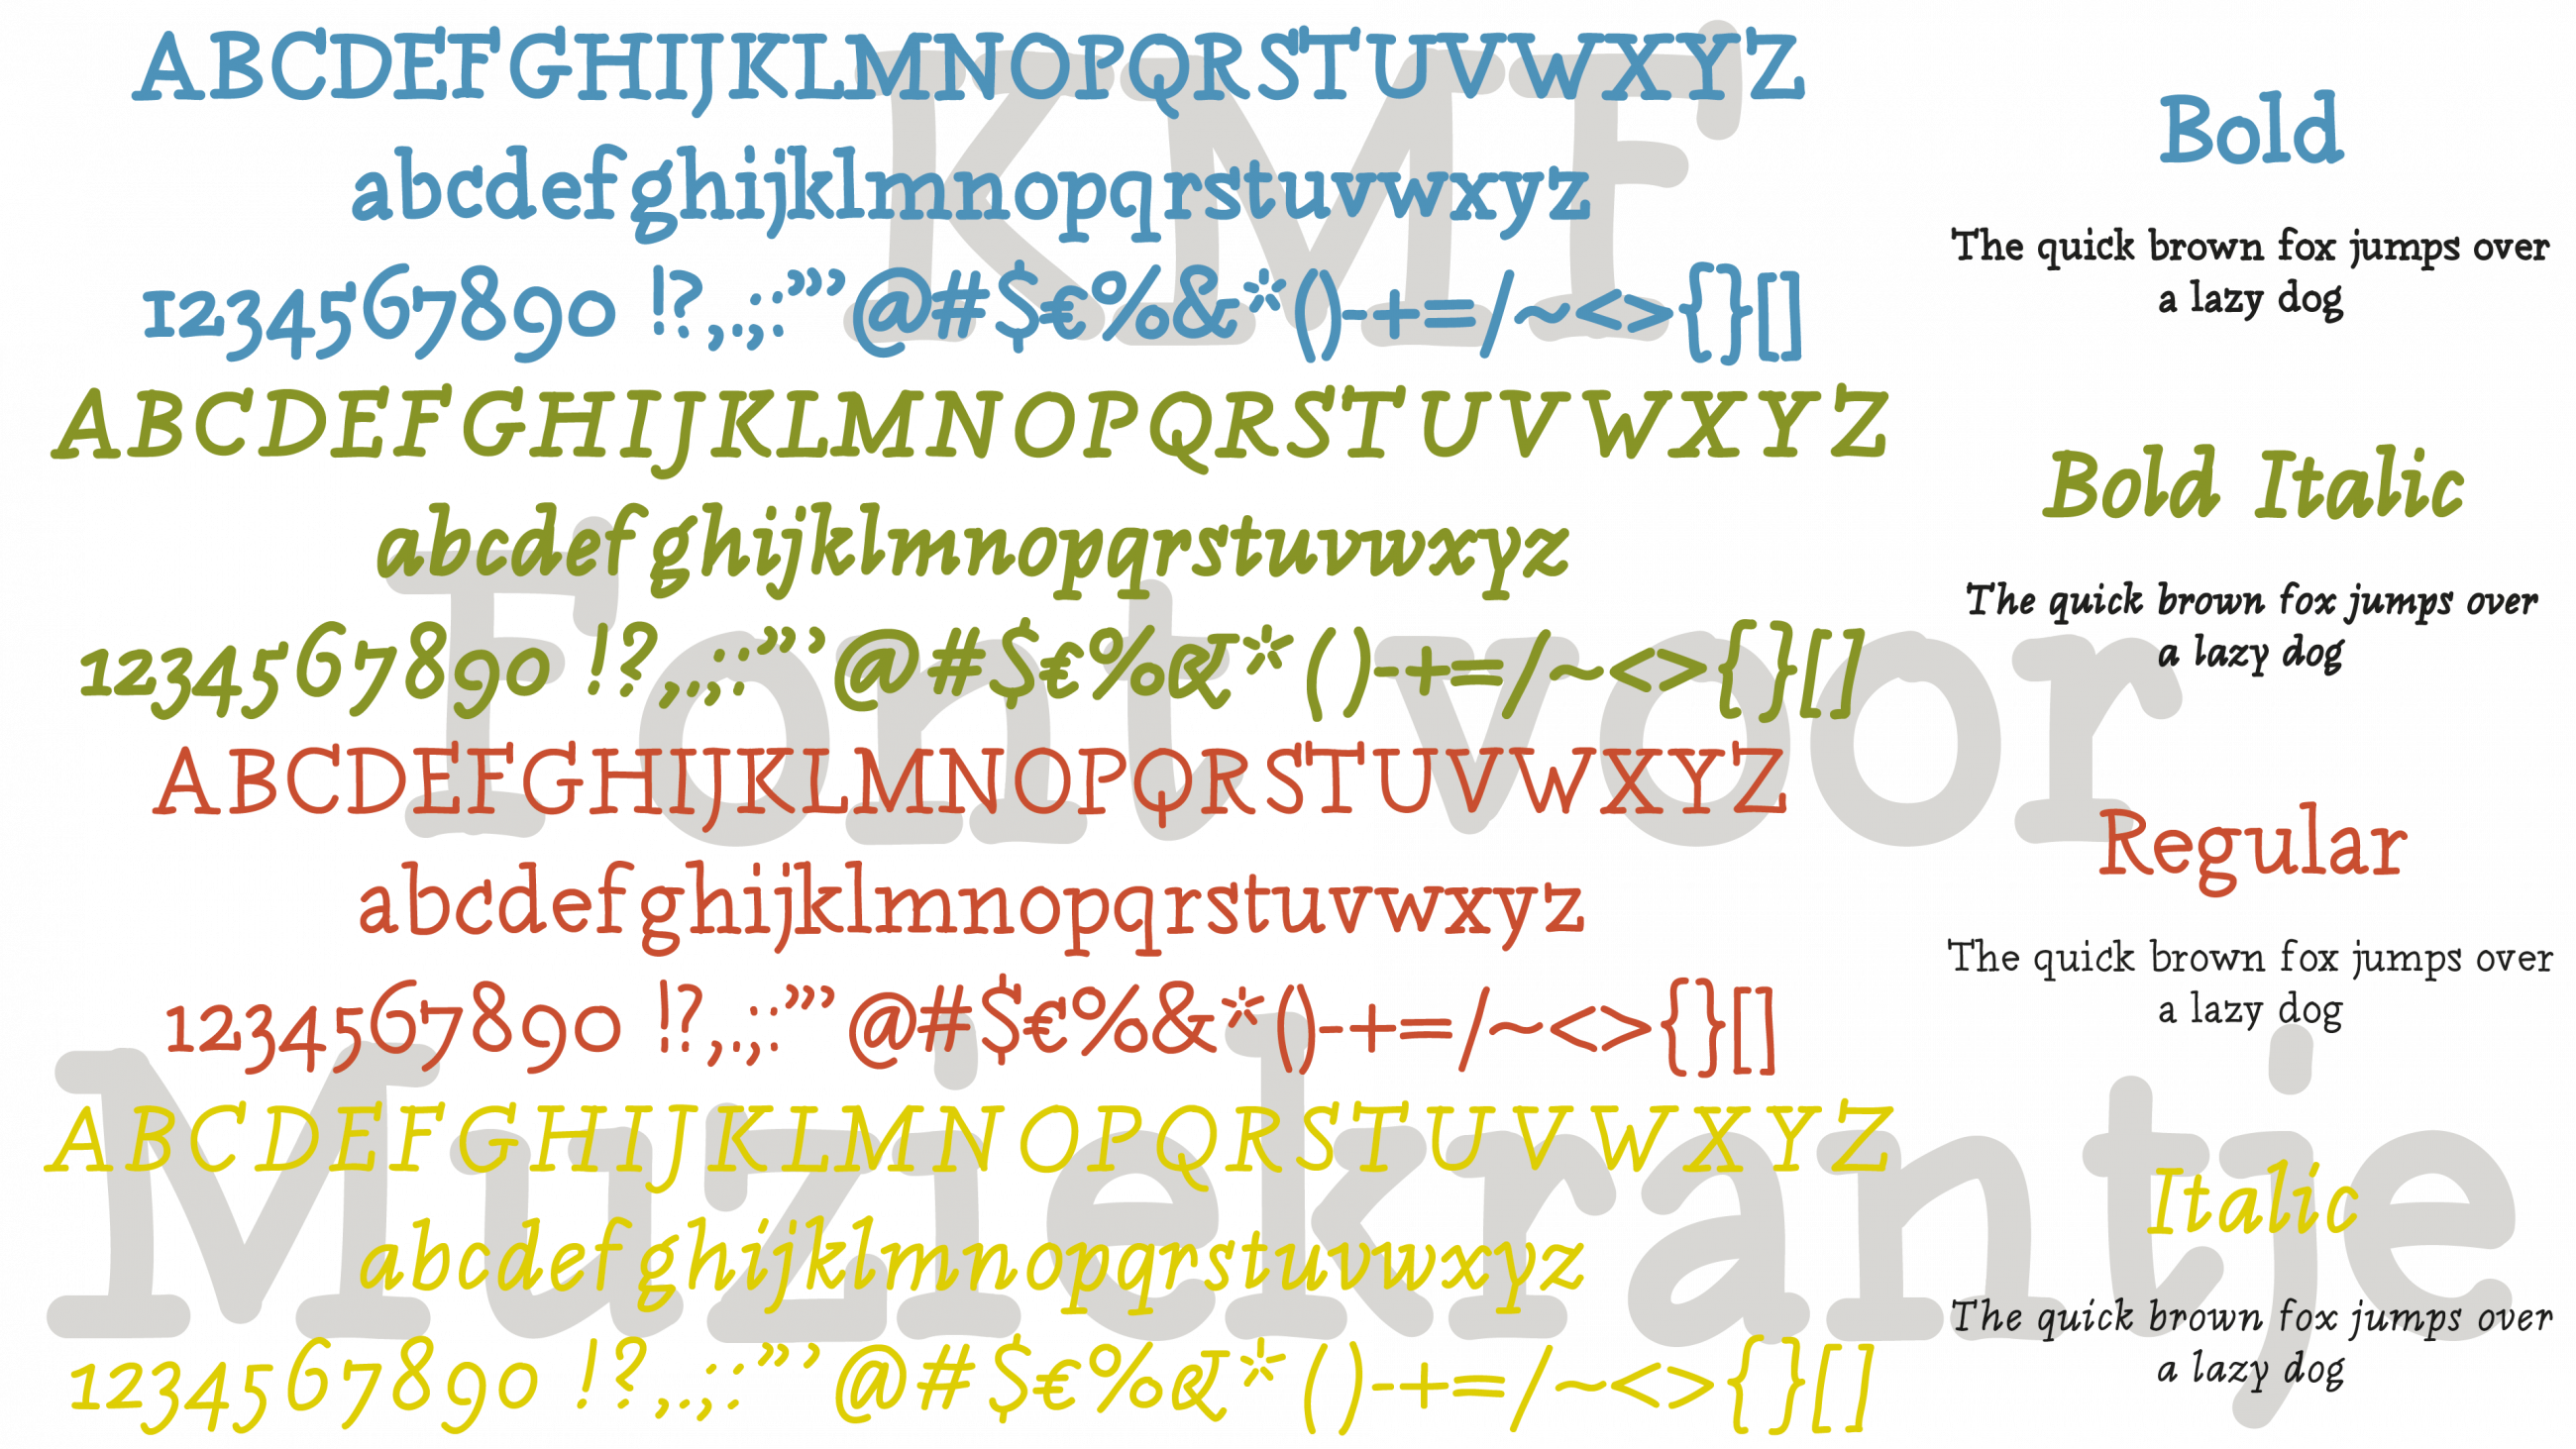 ABCDEFGHIJKLMNOPQRSTUVWXYZ
abcdefghijklmnopqrstuvwxyz
1234567890 !?,.;:”’@#$€%&*()-+=/~<>{}[]
Bold
The quick brown fox jumps over
a lazy dog
ABCDEFGHIJKLMNOPQRSTUVWXYZ
abcdefghijklmnopqrstuvwxyz
1234567890 !?,.;:”’@#$€%&*()-+=/~<>{}[]
Bold Italic
The quick brown fox jumps over
a lazy dog
ABCDEFGHIJKLMNOPQRSTUVWXYZ
abcdefghijklmnopqrstuvwxyz
1234567890 !?,.;:”’@#$€%&*()-+=/~<>{}[]
Regular
The quick brown fox jumps over
a lazy dog
ABCDEFGHIJKLMNOPQRSTUVWXYZ
abcdefghijklmnopqrstuvwxyz
1234567890 !?,.;:”’@#$€%&*()-+=/~<>{}[]
Italic
The quick brown fox jumps over
a lazy dog
KMF
Font voor
Muziekrantje